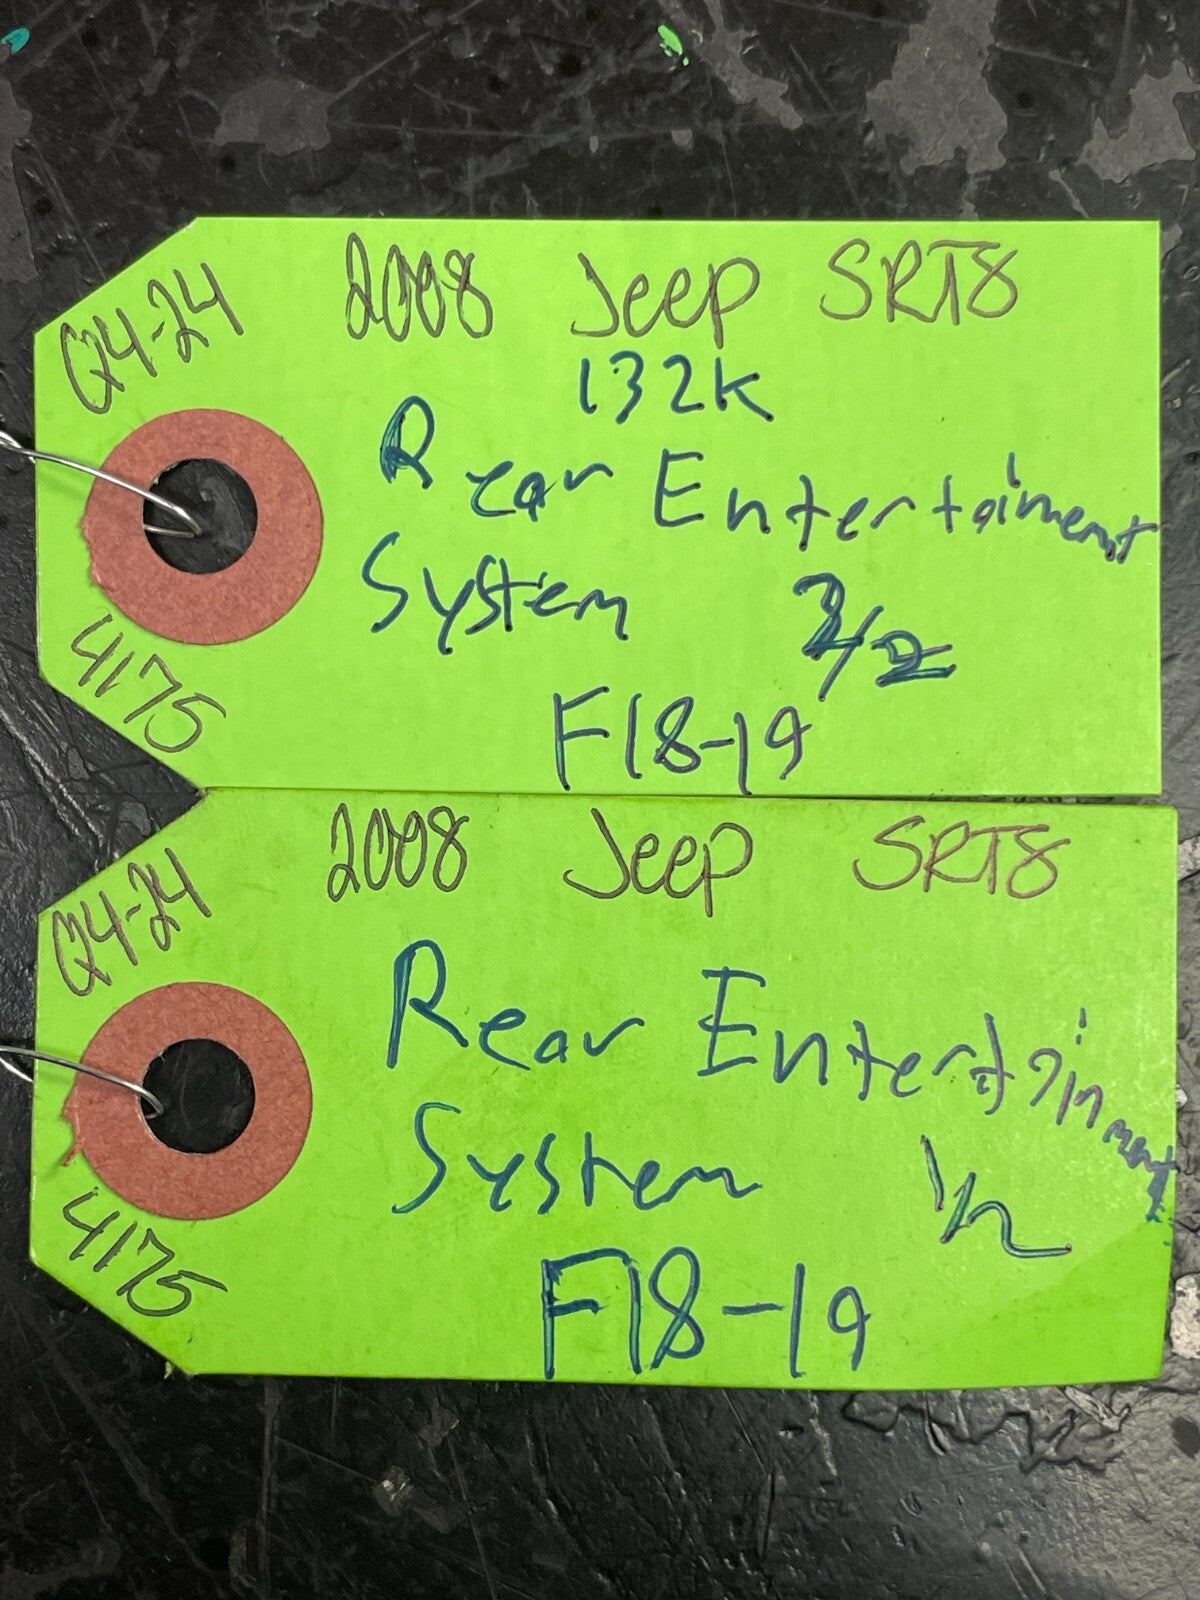 Q4-24
2008 Jeep SRT8
132K
Rear Entertaiment
System 2/2
F18-19
4175
Q4-24
2008 Jeep SRT8
Rear Entertainment
System 1/2
F18-19
4175